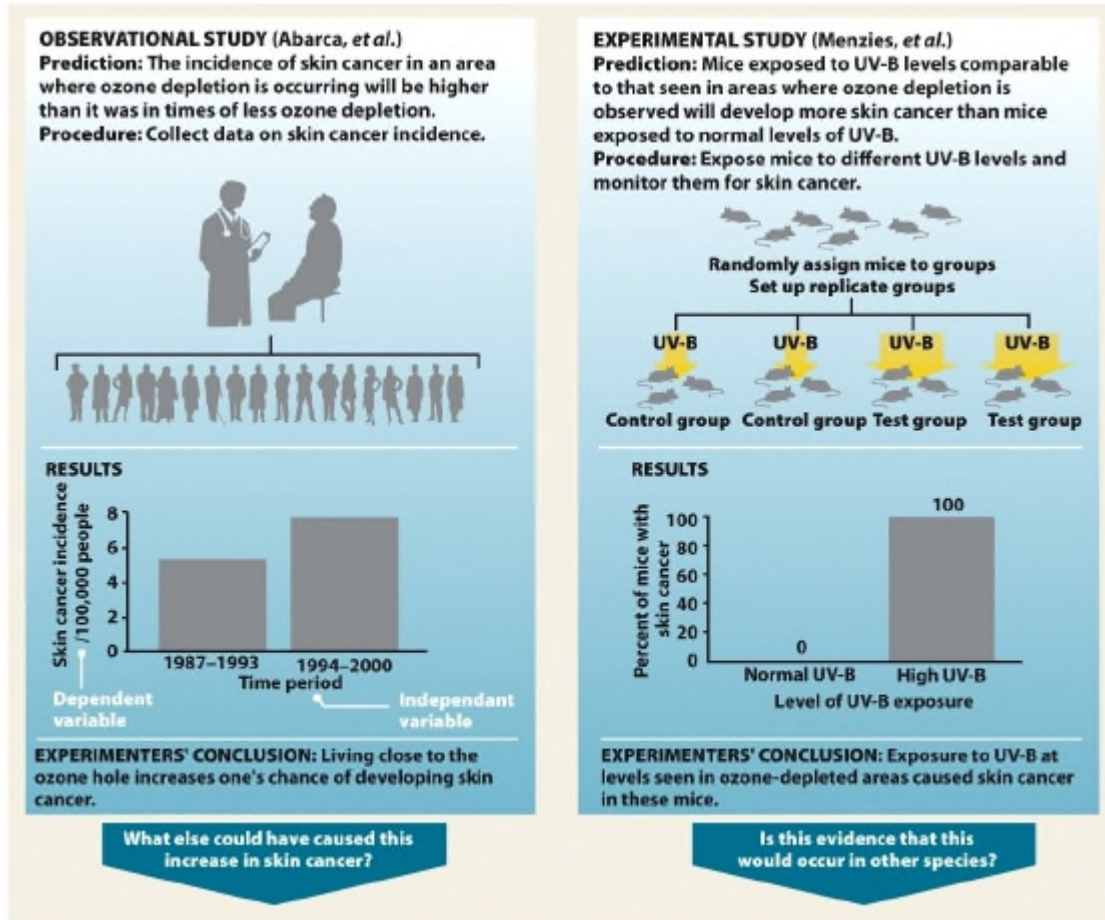 OBSERVATIONAL STUDY (Abarca, et al.)
Prediction: The incidence of skin cancer in an area
where ozone depletion is occurring will be higher
than it was in times of less ozone depletion.
Procedure: Collect data on skin cancer incidence.
RESULTS
Skin cancer incidence
/100,000 people
8
6
4
2
0
1987–1993
1994–2000
Time period
Dependent
variable
Independant
variable
EXPERIMENTERS' CONCLUSION: Living close to the
ozone hole increases one's chance of developing skin
cancer.
What else could have caused this
increase in skin cancer?
EXPERIMENTAL STUDY (Menzies, et al.)
Prediction: Mice exposed to UV-B levels comparable
to that seen in areas where ozone depletion is
observed will develop more skin cancer than mice
exposed to normal levels of UV-B.
Procedure: Expose mice to different UV-B levels and
monitor them for skin cancer.
Randomly assign mice to groups
Set up replicate groups
UV-B
UV-B
UV-B
UV-B
Control group
Control group
Test group
Test group
RESULTS
Percent of mice with
skin cancer
100
80
60
40
20
0
0
100
Normal UV-B
High UV-B
Level of UV-B exposure
EXPERIMENTERS' CONCLUSION: Exposure to UV-B at
levels seen in ozone-depleted areas caused skin cancer
in these mice.
Is this evidence that this
would occur in other species?